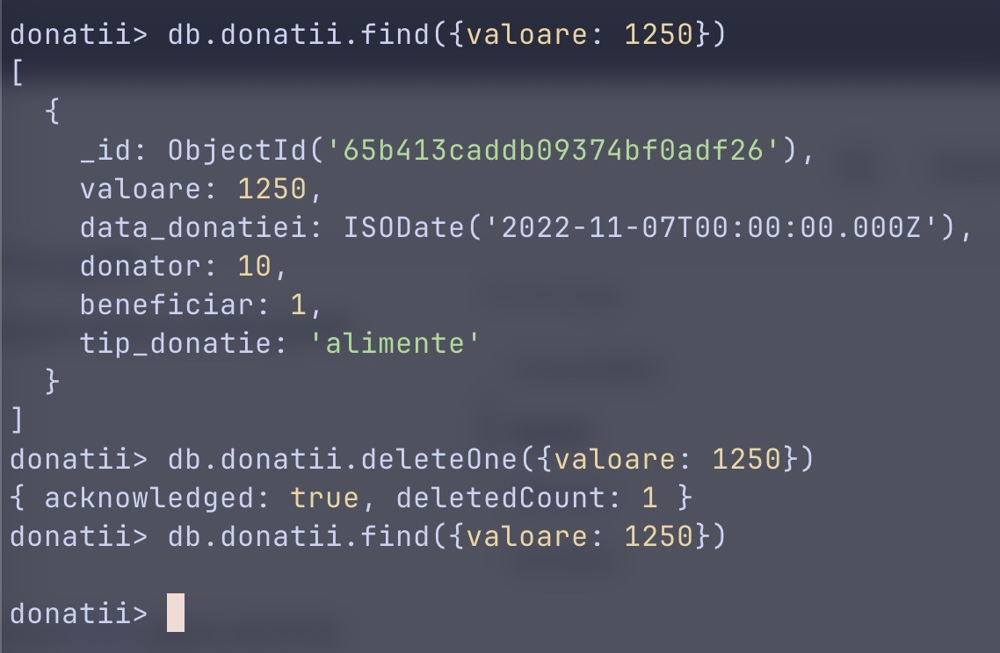 donatii> db.donatii.find({valoare: 1250})
[
  {
    _id: ObjectId('65b413caddb09374bf0adf26'),
    valoare: 1250,
    data_donatiei: ISODate('2022-11-07T00:00:00.000Z'),
    donator: 10,
    beneficiar: 1,
    tip_donatie: 'alimente'
  }
]
donatii> db.donatii.deleteOne({valoare: 1250})
{ acknowledged: true, deletedCount: 1 }
donatii> db.donatii.find({valoare: 1250})

donatii>